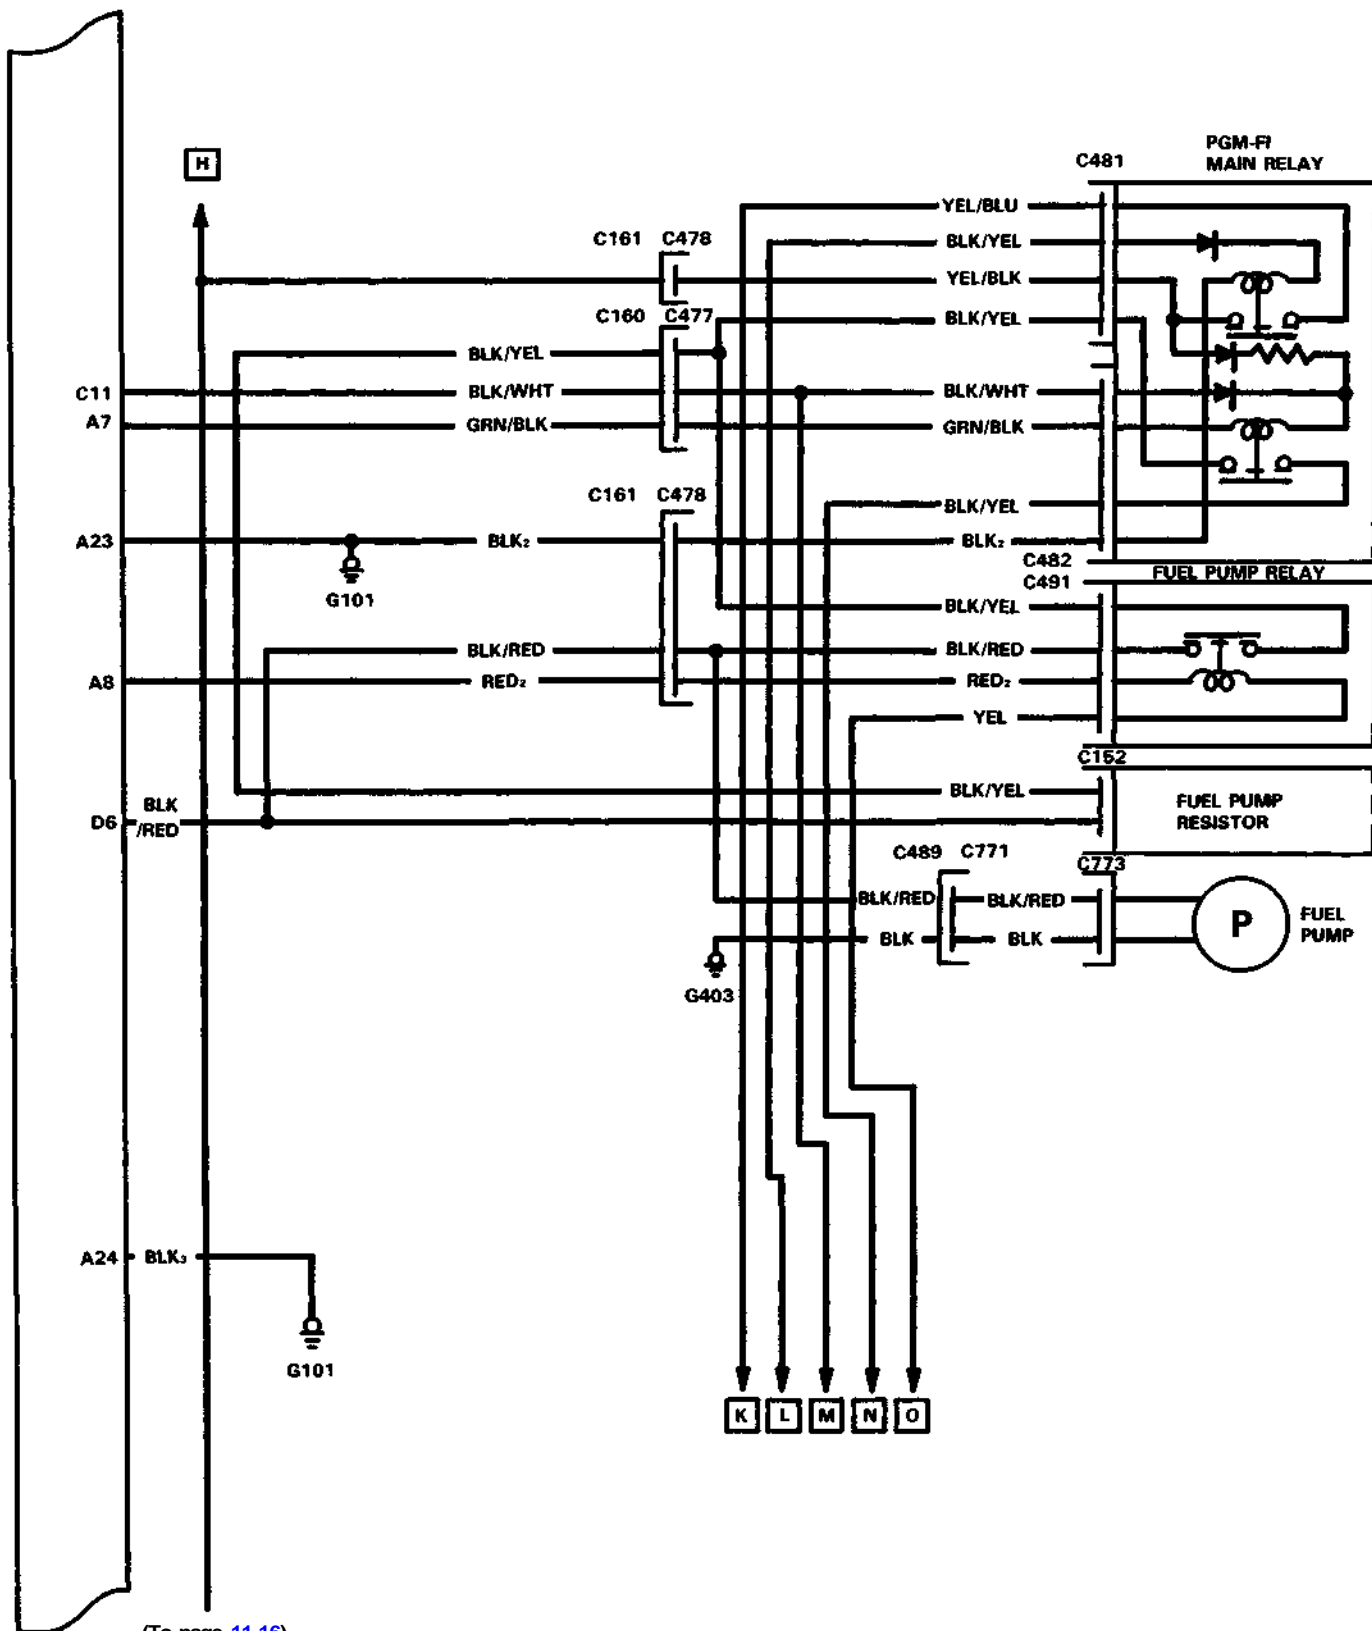 PGM-FI
MAIN RELAY
C481
H
YEL/BLU
C161 C478
BLK/YEL
YEL/BLK
C160 C477
BLK/YEL
BLK/YEL
C11 BLK/WHT BLK/WHT
A7 GRN/BLK GRN/BLK
C161 C478
BLK/YEL
A23 BLK₂ BLK₂
C482
G101
C491
FUEL PUMP RELAY
BLK/YEL
BLK/RED BLK/RED
A8 RED₂ RED₂
YEL
C152
BLK/YEL
FUEL PUMP
RESISTOR
D6 BLK
/RED
C489 C771
C773
BLK/RED BLK/RED
P
FUEL
PUMP
BLK BLK
G403
A24 BLK₃
G101
K L M N O
(To page 11-16)